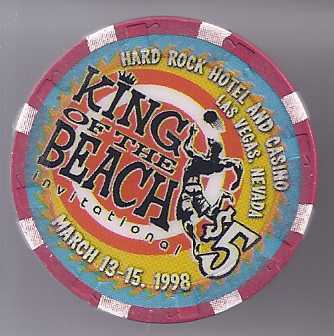 HARD ROCK HOTEL AND CASINO
LAS VEGAS, NEVADA
KING
OF THE
BEACH
invitational
$5
MARCH 13-15, 1998